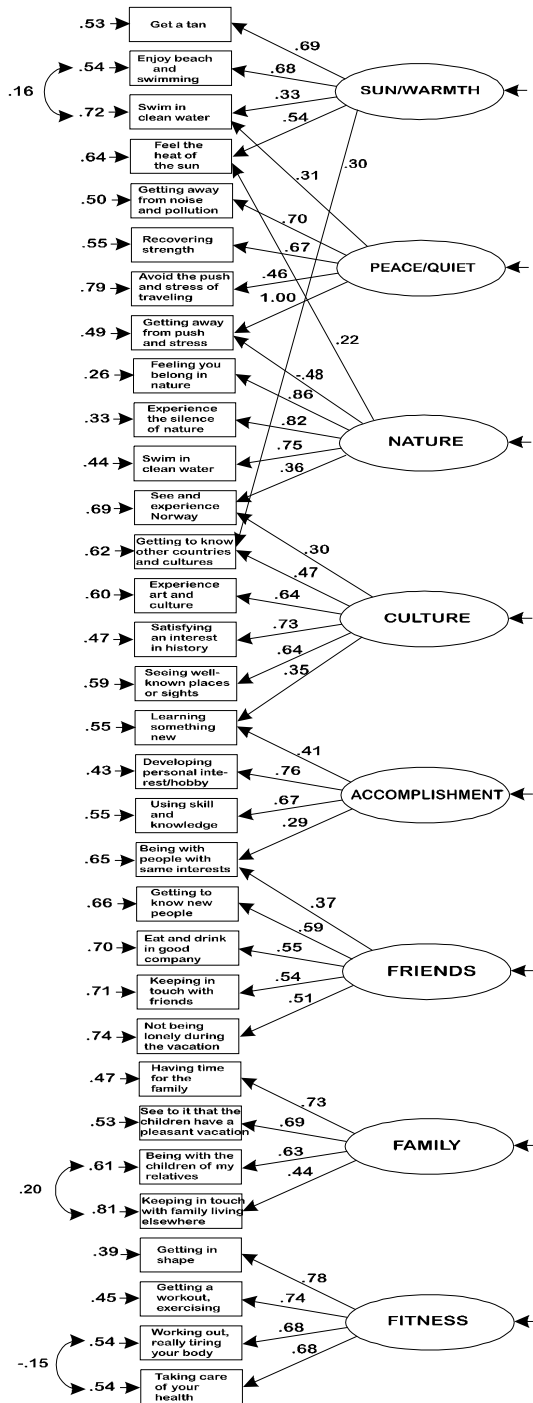 .53
Get a tan
.69
.54
Enjoy beach
and
swimming
.68
SUN/WARMTH
.16
.33
.72
Swim in
clean water
.54
.64
Feel the
heat of
the sun
.30
.31
.50
Getting away
from noise
and pollution
.70
.55
Recovering
strength
.67
PEACE/QUIET
.79
Avoid the push
and stress of
traveling
.46
1.00
.49
Getting away
from push
and stress
.22
.26
Feeling you
belong in
nature
-.48
.86
.33
Experience
the silence
of nature
.82
NATURE
.44
Swim in
clean water
.75
.36
.69
See and
experience
Norway
.62
Getting to know
other countries
and cultures
.30
.47
.60
Experience
art and
culture
.64
CULTURE
.47
Satisfying
an interest
in history
.73
.59
Seeing well-
known places
or sights
.64
.35
.55
Learning
something
new
.41
.43
Developing
personal inte-
rest/hobby
.76
ACCOMPLISHMENT
.55
Using skill
and
knowledge
.67
.29
.65
Being with
people with
same interests
.37
.66
Getting to
know new
people
.59
.70
Eat and drink
in good
company
.55
FRIENDS
.71
Keeping in
touch with
friends
.54
.51
.74
Not being
lonely during
the vacation
.47
Having time
for the
family
.73
.53
See to it that the
children have a
pleasant vacation
.69
FAMILY
.61
Being with the
children of my
relatives
.63
.20
.44
.81
Keeping in touch
with family living
elsewhere
.39
Getting in
shape
.78
.45
Getting a
workout,
exercising
.74
FITNESS
.54
Working out,
really tiring
your body
.68
-.15
.68
.54
Taking care
of your
health